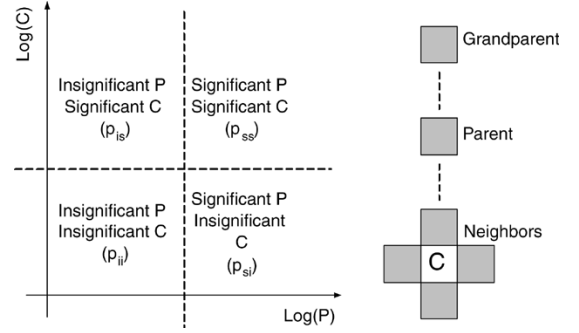 Log(C)
Insignificant P
Significant C
(p_is)
Significant P
Significant C
(p_ss)
Insignificant P
Insignificant C
(p_ii)
Significant P
Insignificant
C
(p_si)
Log(P)
Grandparent
Parent
Neighbors
C